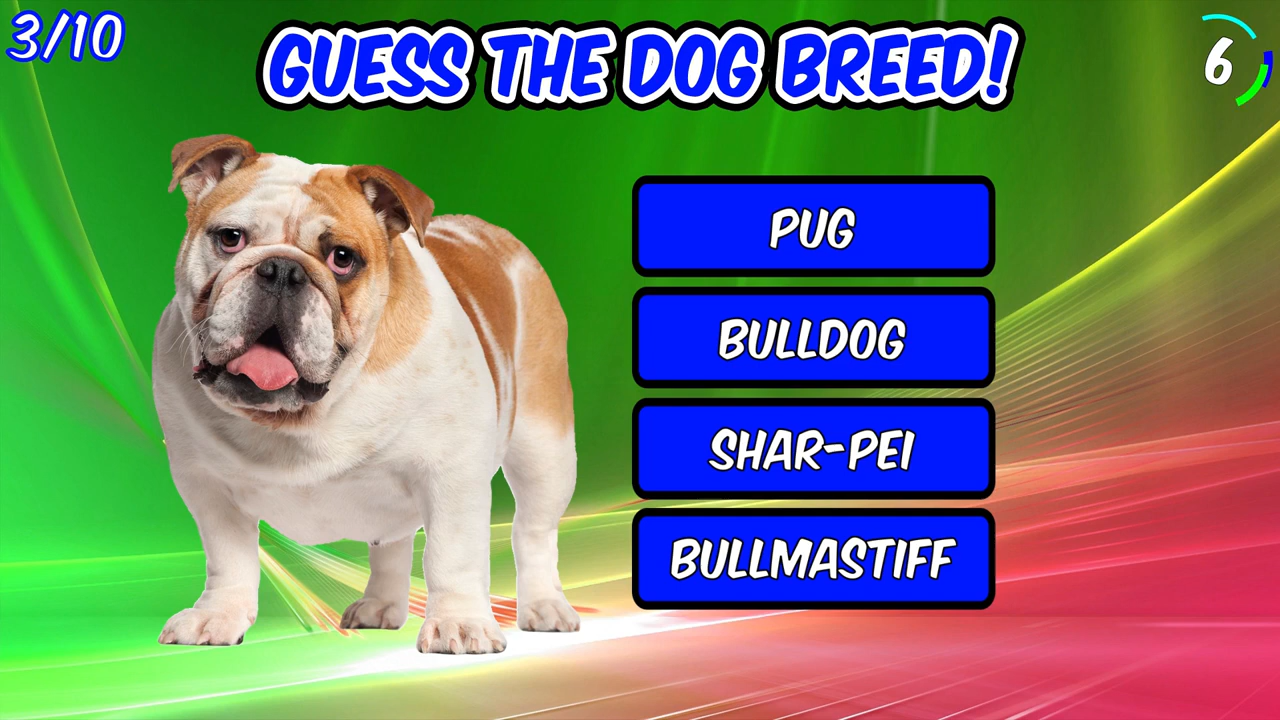 3/10
GUESS THE DOG BREED!
6
PUG
BULLDOG
SHAR-PEI
BULLMASTIFF